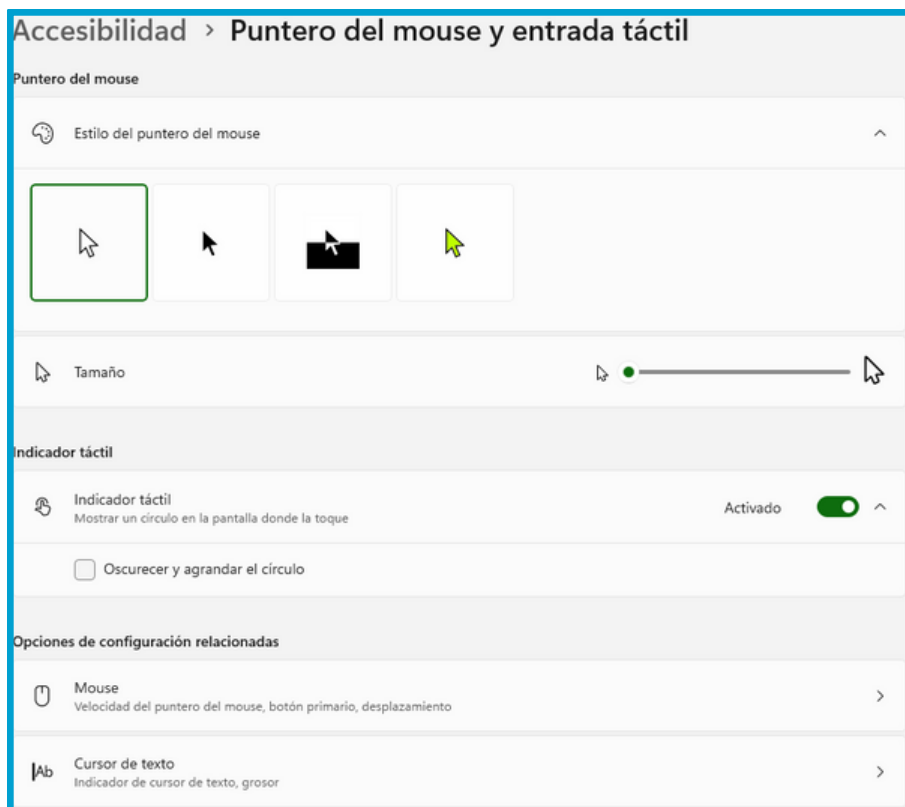 Accesibilidad > Puntero del mouse y entrada táctil
Puntero del mouse
Estilo del puntero del mouse
Tamaño
Indicador táctil
Indicador táctil
Activado
Mostrar un círculo en la pantalla donde la toque
Oscurecer y agrandar el círculo
Opciones de configuración relacionadas
Mouse
Velocidad del puntero del mouse, botón primario, desplazamiento
Ab
Cursor de texto
Indicador de cursor de texto, grosor